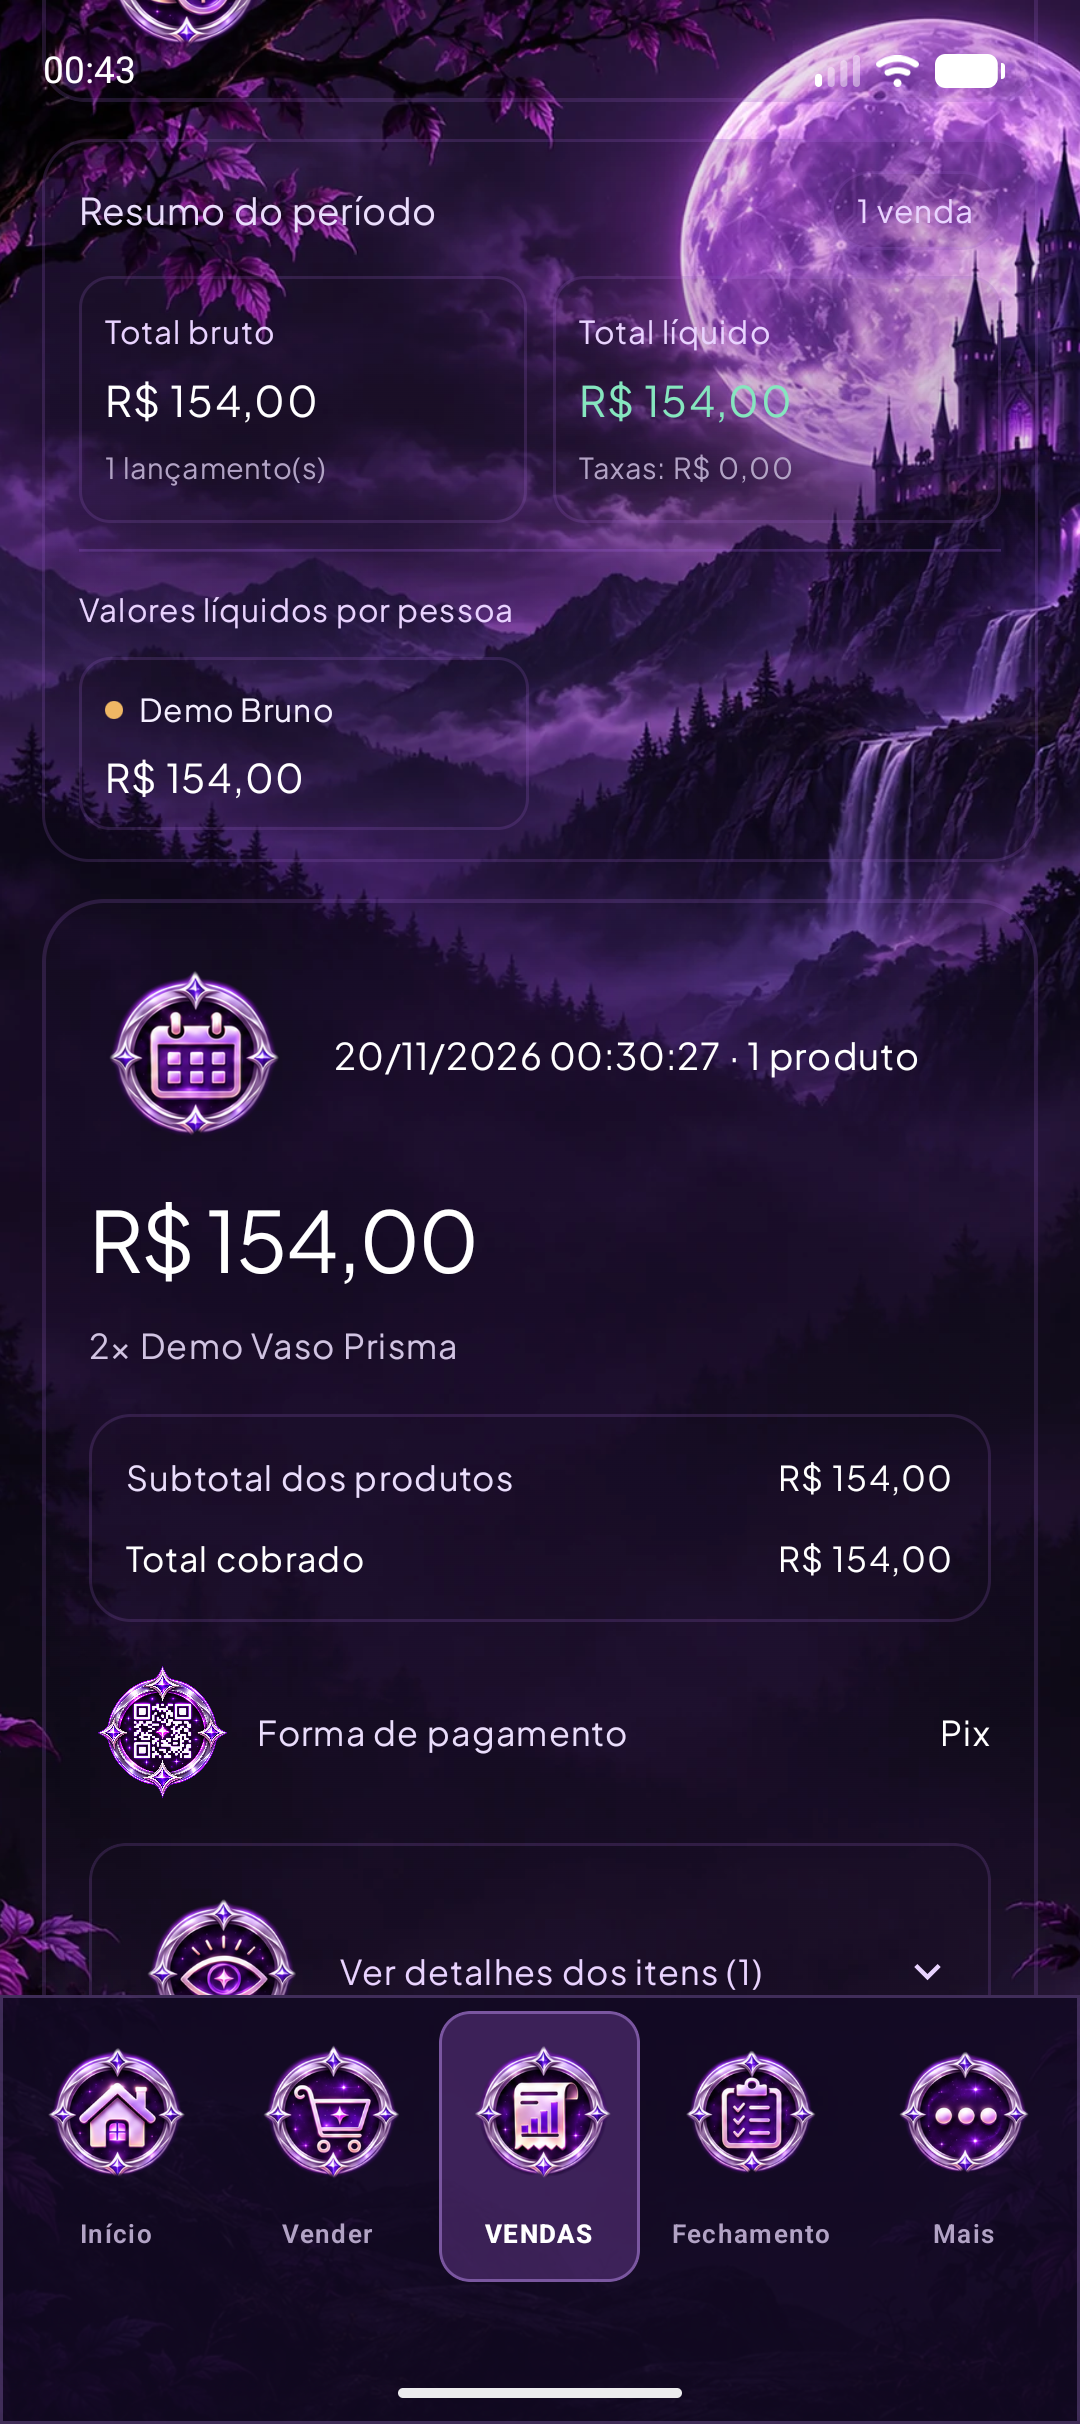 00:43
Resumo do período
1 venda
Total bruto
R$ 154,00
1 lançamento(s)
Total líquido
R$ 154,00
Taxas: R$ 0,00
Valores líquidos por pessoa
Demo Bruno
R$ 154,00
20/11/2026 00:30:27 · 1 produto
R$ 154,00
2× Demo Vaso Prisma
Subtotal dos produtos R$ 154,00
Total cobrado R$ 154,00
Forma de pagamento Pix
Ver detalhes dos itens (1)
Início Vender VENDAS Fechamento Mais